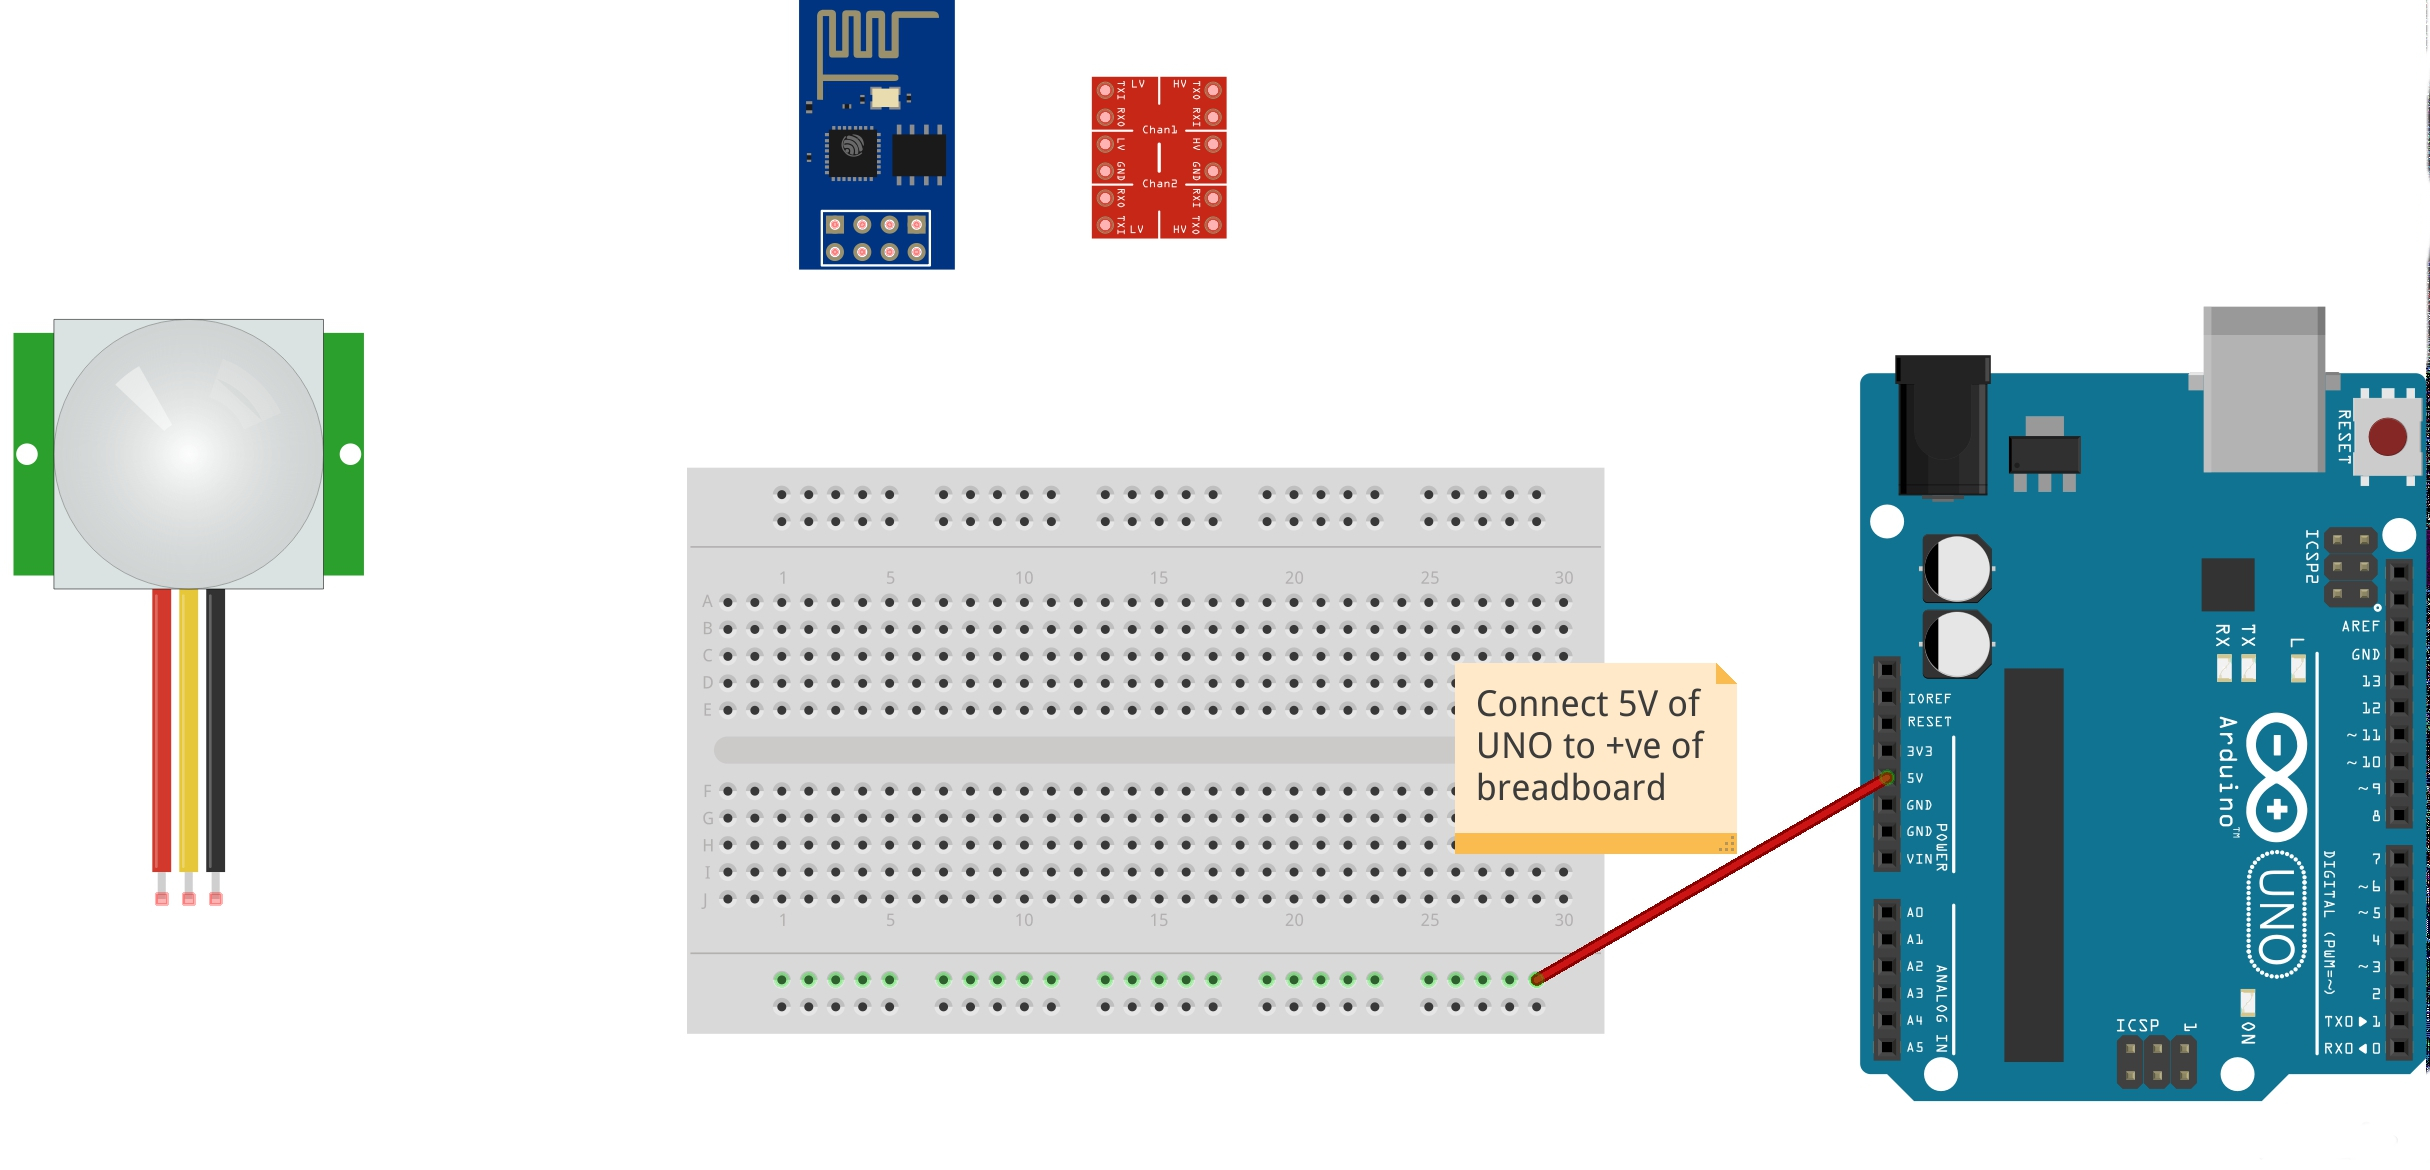 LV HV
TXI TXO
RXO RXI
Chan1
LV HV
GND GND
Chan2
RXO RXI
TXI TXO
LV HV
1 5 10 15 20 25 30
A
B
C
D
E
F
G
H
I
J
1 5 10 15 20 25 30
Connect 5V of
UNO to +ve of
breadboard
RESET
ICSP2
RX
TX
L
IOREF
RESET
3V3
5V
GND
GND
VIN
POWER
A0
A1
A2
A3
A4
A5
ANALOG IN
AREF
GND
13
12
~11
~10
~9
8
7
~6
~5
4
~3
2
TX0▶1
RX0◀0
DIGITAL (PWM=~)
Arduino™
UNO
ON
ICSP 1